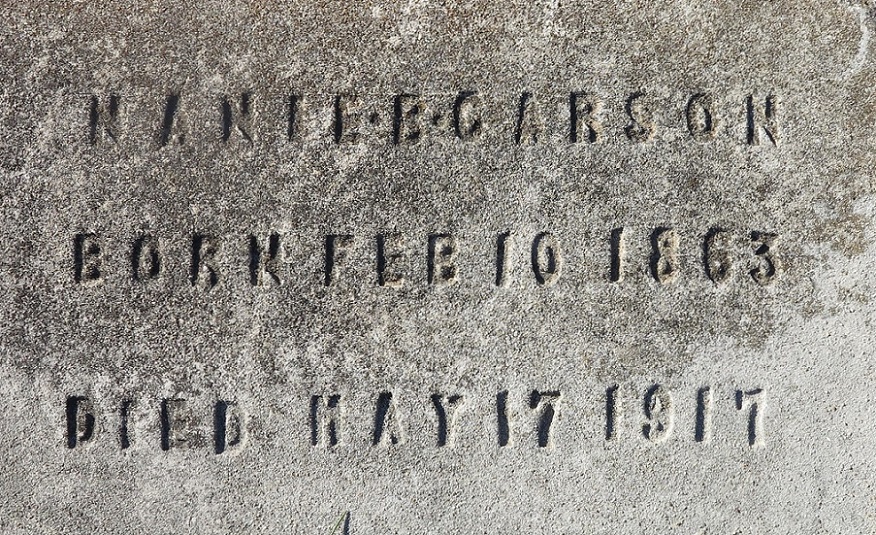 NANIE·B·CARSON
BORN FEB 10 1863
DIED MAY 17 1917